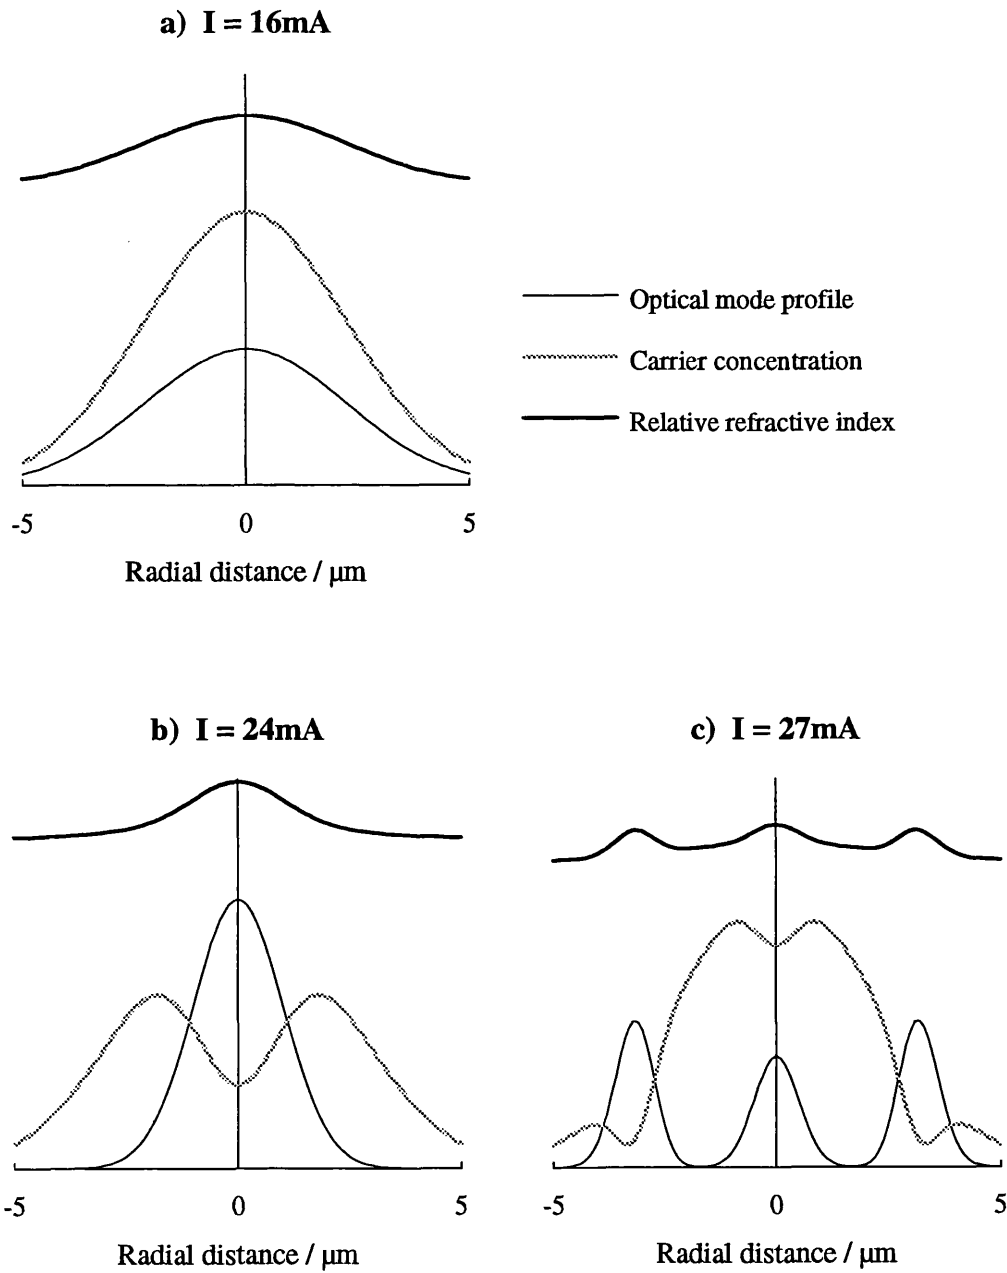 a) I = 16mA
Optical mode profile
Carrier concentration
Relative refractive index
-5 0 5
Radial distance / μm
b) I = 24mA
c) I = 27mA
-5 0 5
-5 0 5
Radial distance / μm
Radial distance / μm